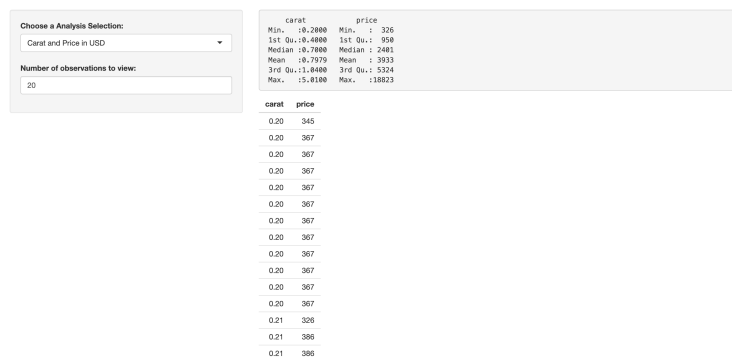 Choose a Analysis Selection:
Carat and Price in USD
Number of observations to view:
20
carat price
Min. :0.2000 Min. : 326
1st Qu.:0.4000 1st Qu.: 950
Median :0.7000 Median : 2401
Mean :0.7979 Mean : 3933
3rd Qu.:1.0400 3rd Qu.: 5324
Max. :5.0100 Max. :18823
carat price
0.20 345
0.20 367
0.20 367
0.20 367
0.20 367
0.20 367
0.20 367
0.20 367
0.20 367
0.20 367
0.20 367
0.20 367
0.21 326
0.21 386
0.21 386